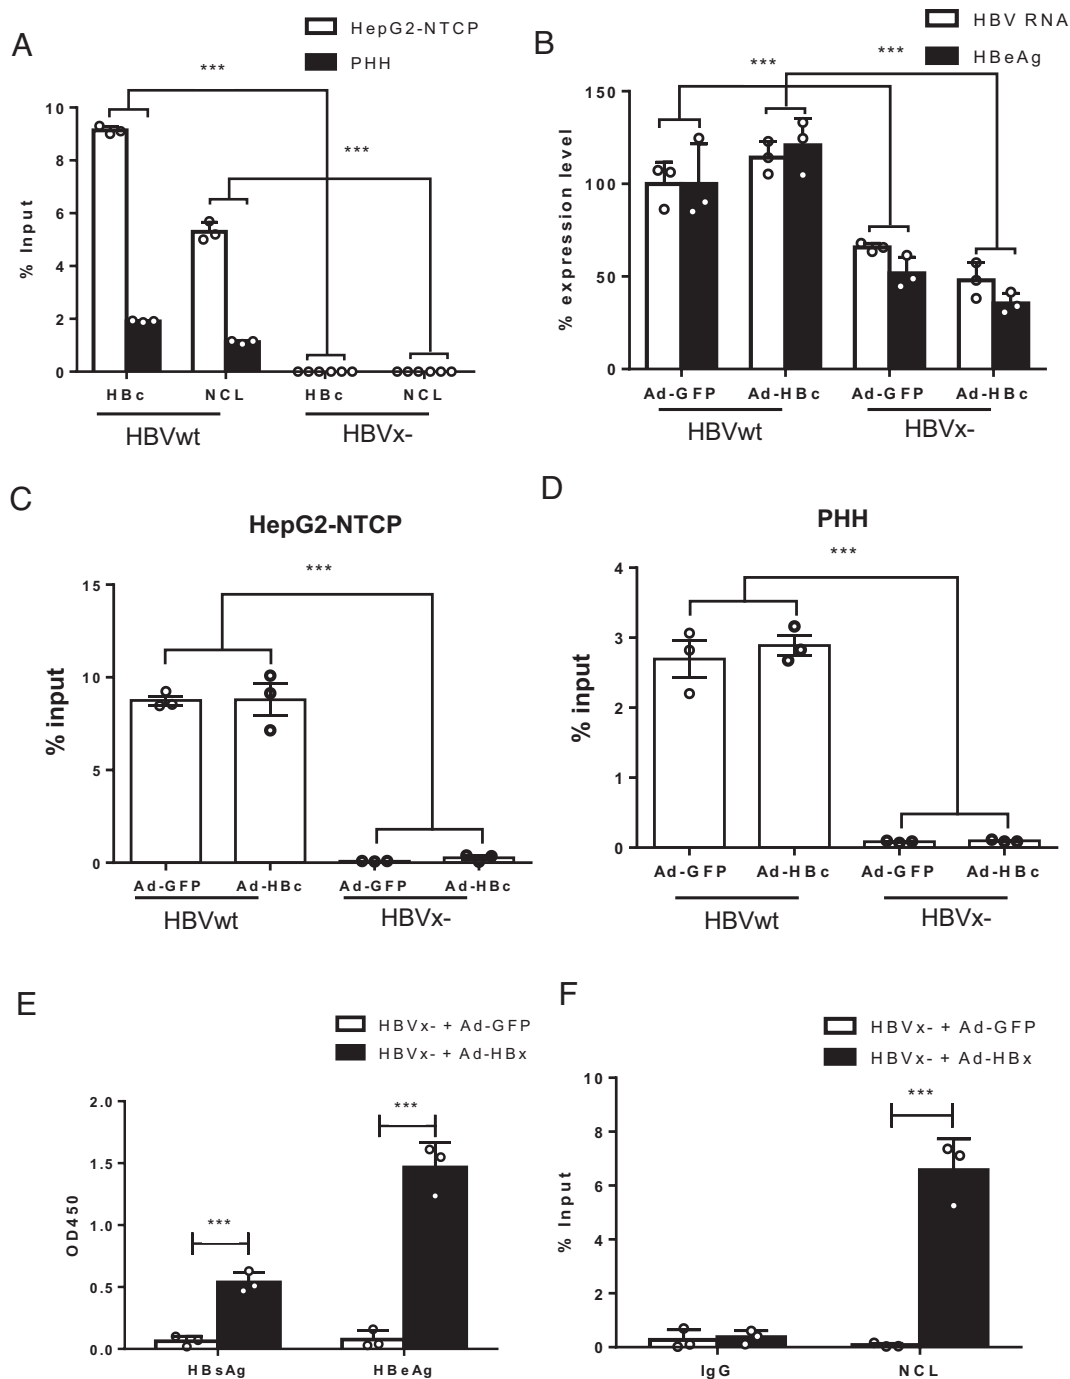 A
HepG2-NTCP
PHH
***
***
% Input
10
8
6
4
2
0
HBc NCL HBc NCL
HBVwt HBVx-
B
HBV RNA
HBeAg
***
***
% expression level
150
100
50
0
Ad-GFP Ad-HBc Ad-GFP Ad-HBc
HBVwt HBVx-
C
HepG2-NTCP
***
% input
15
10
5
0
Ad-GFP Ad-HBc Ad-GFP Ad-HBc
HBVwt HBVx-
D
PHH
***
% input
4
3
2
1
0
Ad-GFP Ad-HBc Ad-GFP Ad-HBc
HBVwt HBVx-
E
HBVx- + Ad-GFP
HBVx- + Ad-HBx
***
***
OD450
2.0
1.5
1.0
0.5
0.0
HBsAg HBeAg
F
HBVx- + Ad-GFP
HBVx- + Ad-HBx
***
% Input
10
8
6
4
2
0
IgG NCL